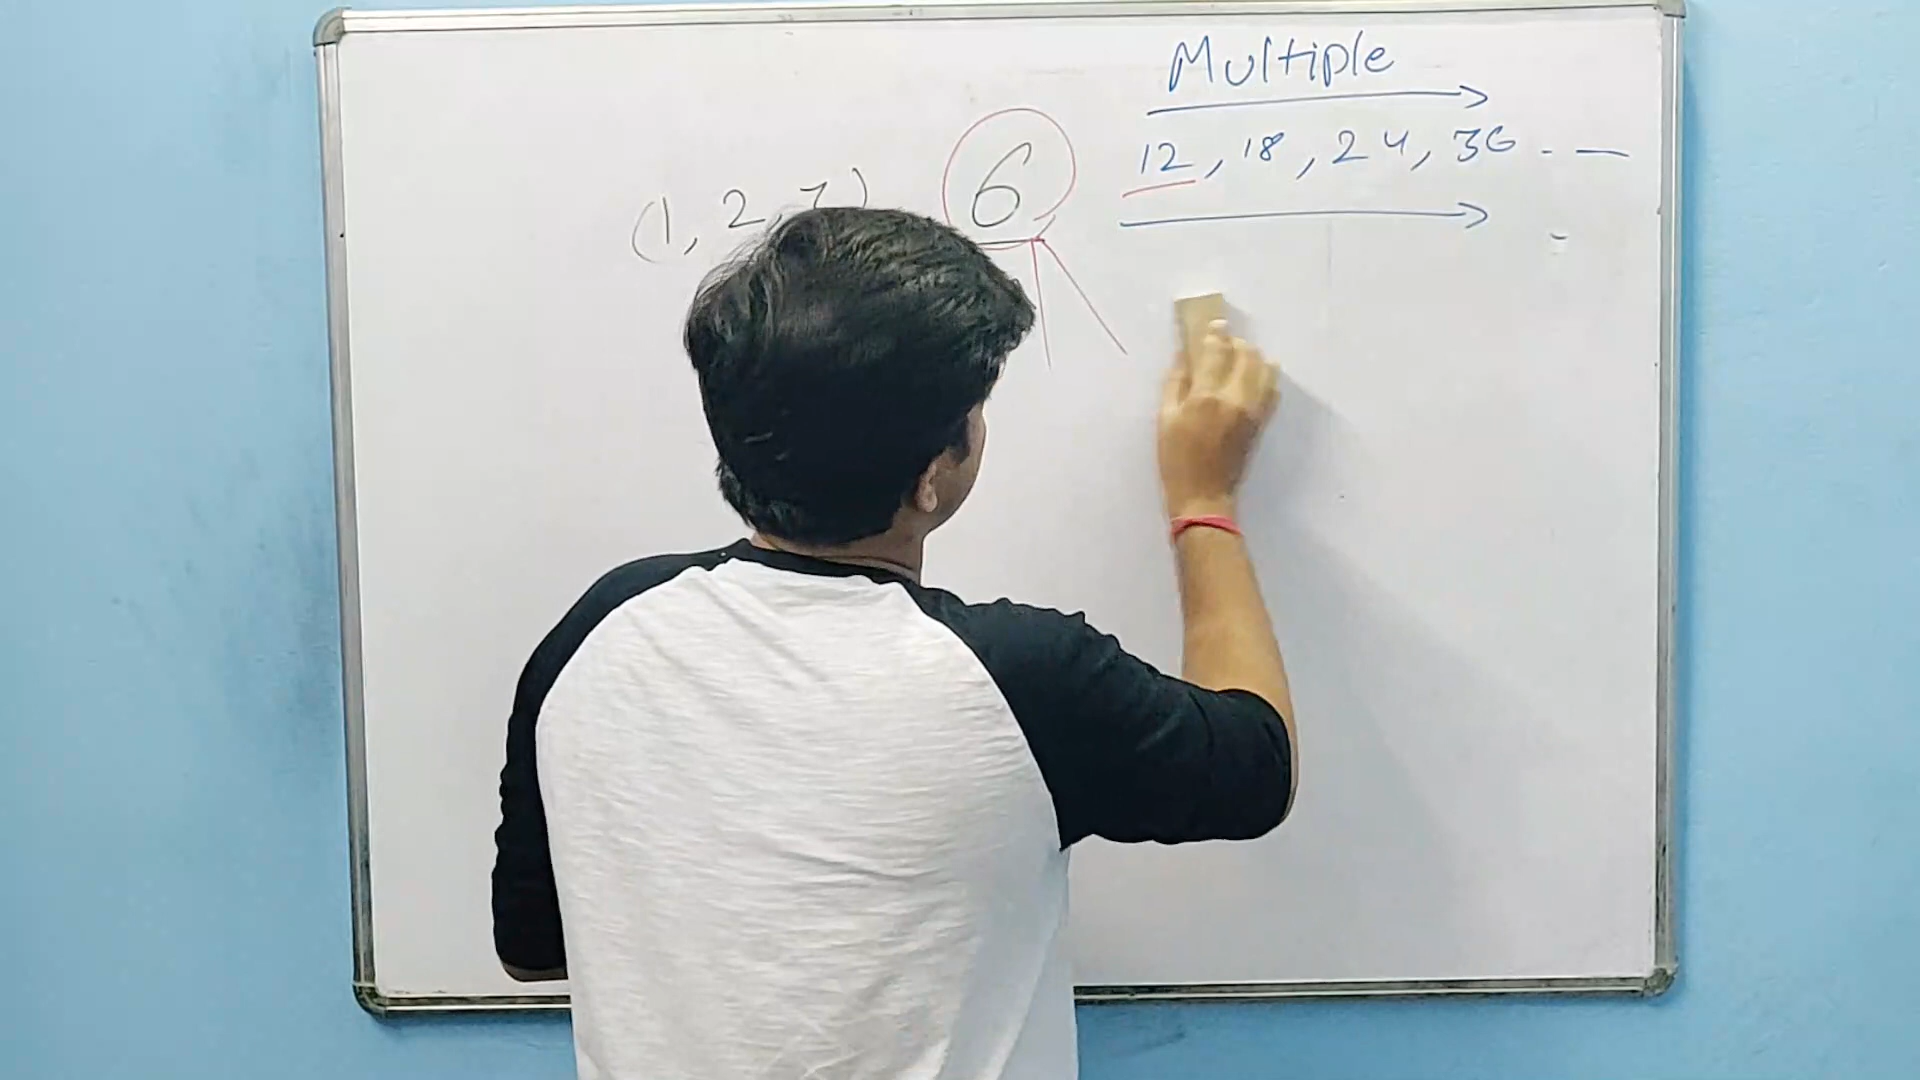 Multiple
(1, 2, 6 12, 18, 24, 36 . —